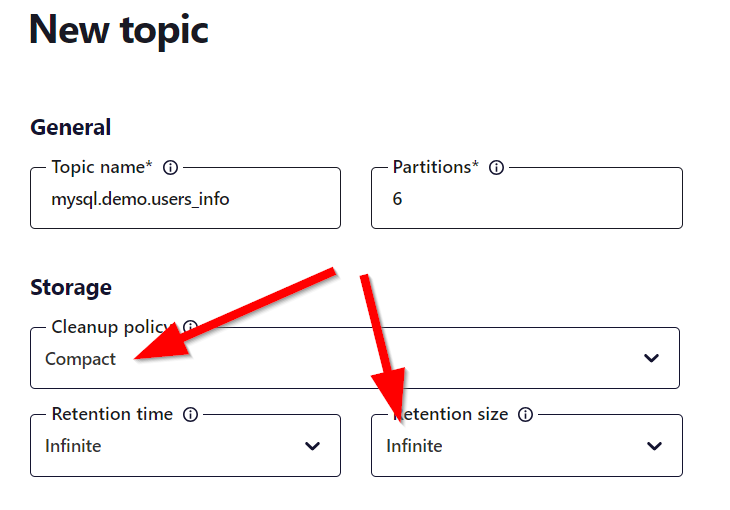 New topic
General
Topic name*
Partitions*
mysql.demo.users_info
6
Storage
Cleanup policy
Compact
Retention time
Retention size
Infinite
Infinite